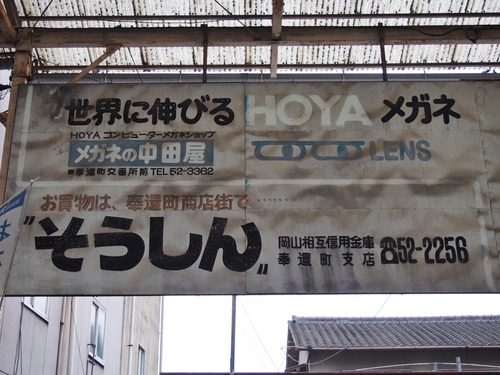 世界に伸びる HOYA メガネ
HOYA コンピューターメガネショップ
メガネの中田屋
LENS
■奉還町交番所前 TEL 52-3362
お買物は、奉還町商店街で
"そうしん„
岡山相互信用金庫
奉還町支店
☎52-2256